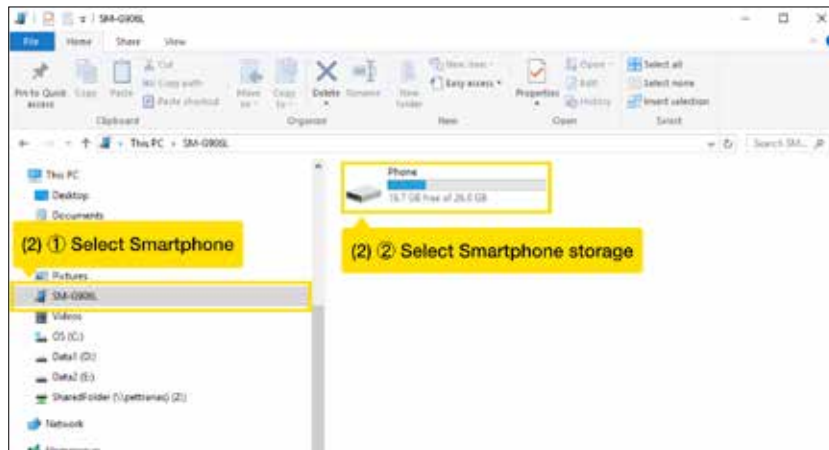 SM-G906L
File Home Share View
Pin to Quick access
Copy
Paste
Cut
Copy path
Paste shortcut
Move to
Copy to
Delete
Rename
New folder
New item
Easy access
Properties
Open
Edit
History
Select all
Select none
Invert selection
Clipboard
Organize
New
Open
Select
This PC SM-G906L
Search SM...
This PC
Desktop
Documents
(2) ① Select Smartphone
Pictures
SM-G906L
Videos
OS (C:)
Data1 (D:)
Data2 (E:)
Network
Phone
16.7 GB free of 26.0 GB
(2) ② Select Smartphone storage